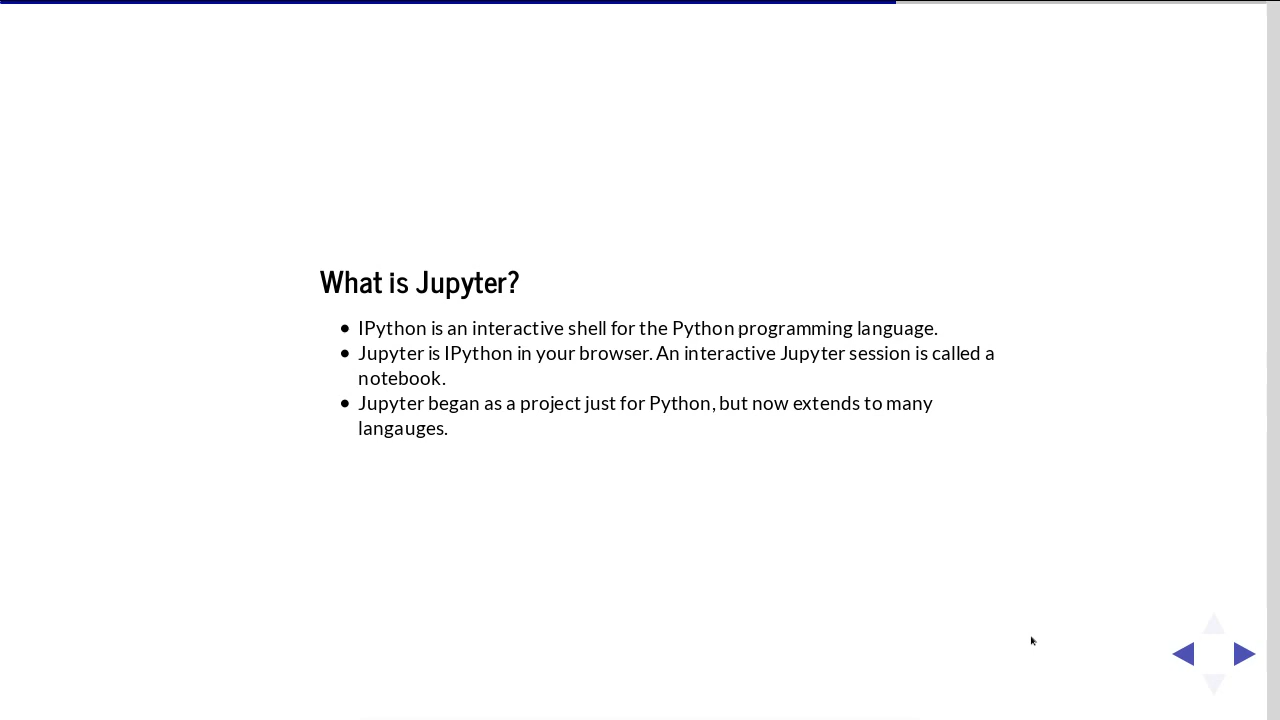 What is Jupyter?
• IPython is an interactive shell for the Python programming language.
• Jupyter is IPython in your browser. An interactive Jupyter session is called a
notebook.
• Jupyter began as a project just for Python, but now extends to many
langauges.